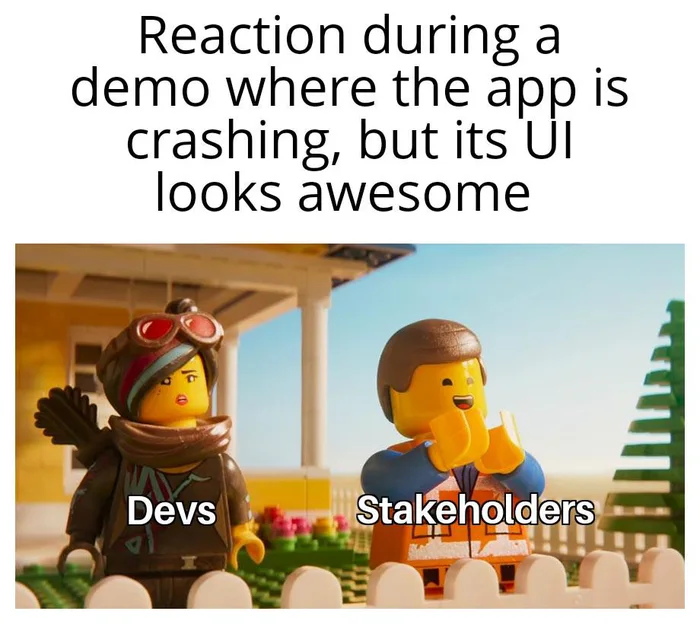 Reaction during a
demo where the app is
crashing, but its UI
looks awesome
Devs
Stakeholders